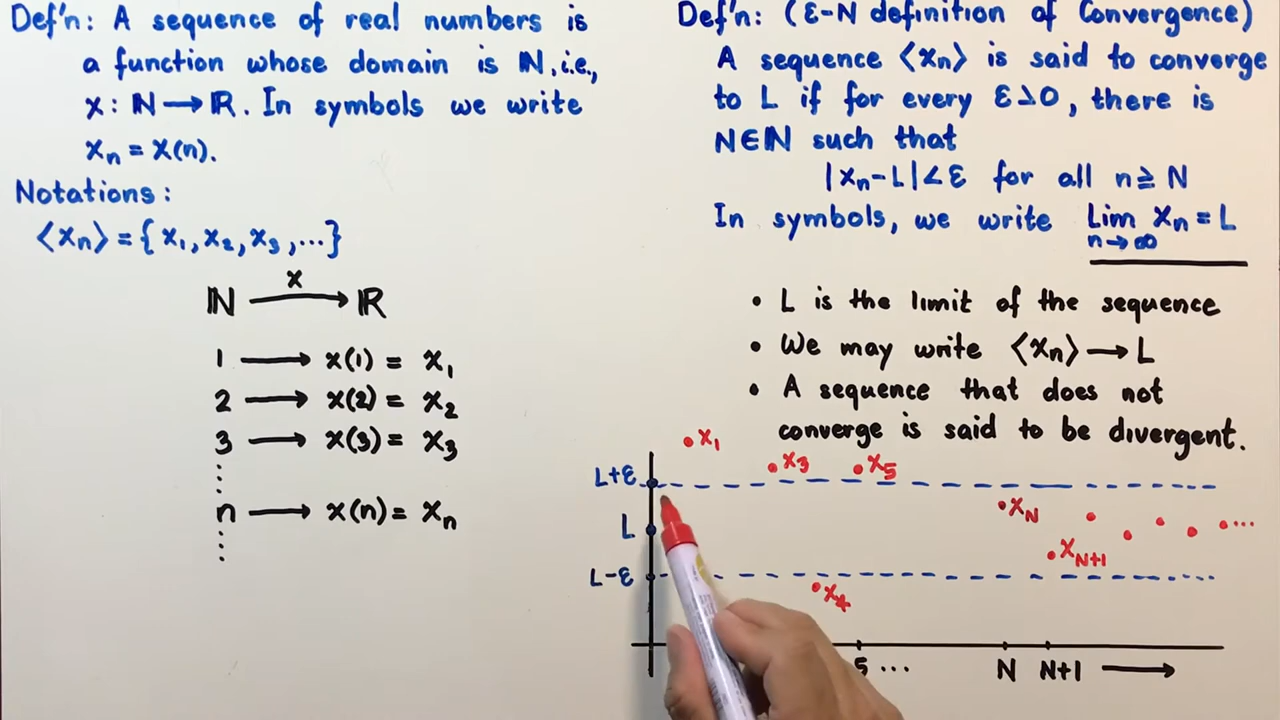 Def'n: A sequence of real numbers is
a function whose domain is ℕ, i.e.,
x: ℕ → ℝ. In symbols we write
xₙ = x(n).
Notations:
⟨xₙ⟩ = { x₁, x₂, x₃, ... }
ℕ —x→ ℝ
1 → x(1) = x₁
2 → x(2) = x₂
3 → x(3) = x₃
⋮
n → x(n) = xₙ
⋮
Def'n: (ε-N definition of Convergence)
A sequence ⟨xₙ⟩ is said to converge
to L if for every ε>0, there is
N∈ℕ such that
|xₙ-L|<ε for all n≥N
In symbols, we write Lim xₙ = L
n→∞
• L is the limit of the sequence
• We may write ⟨xₙ⟩ → L
• A sequence that does not
converge is said to be divergent.
x₁
L+ε x₃ x₅
L x_N ...
x_{N+1}
L-ε
x₄
5 ... N N+1 →